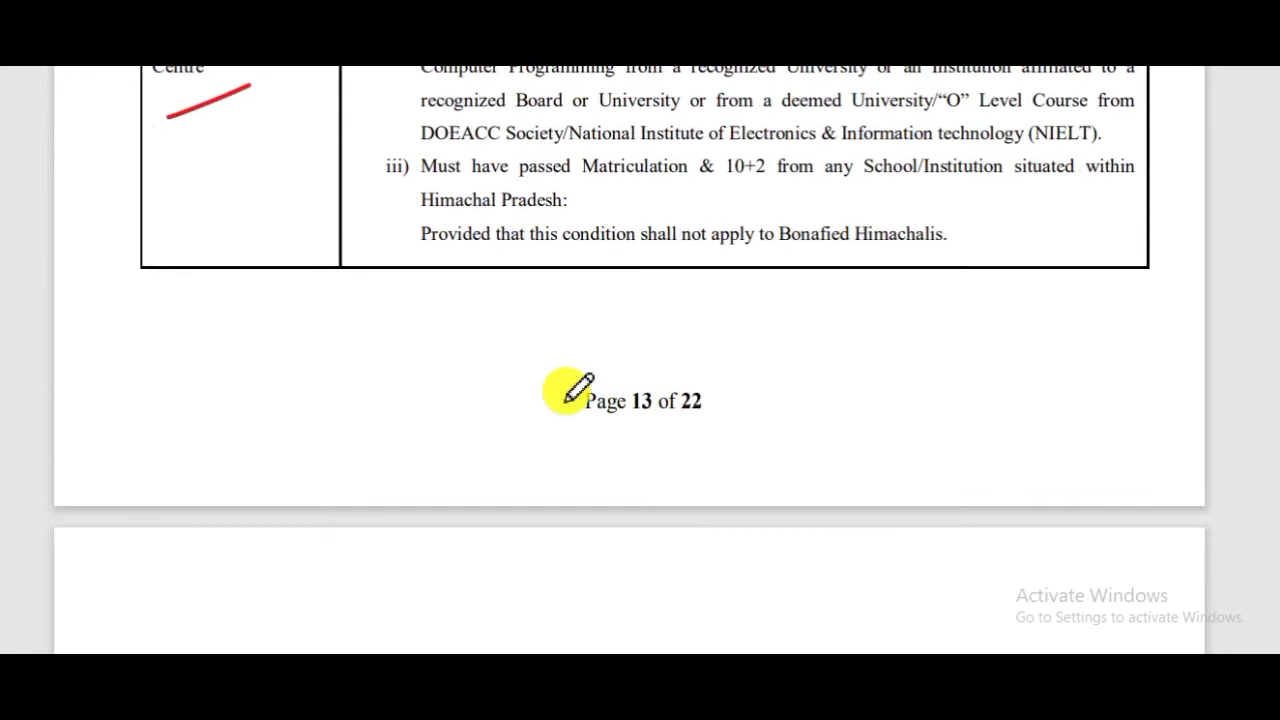 Centre
Computer Programming from a recognized University or an institution affiliated to a
recognized Board or University or from a deemed University/“O” Level Course from
DOEACC Society/National Institute of Electronics & Information technology (NIELT).
iii) Must have passed Matriculation & 10+2 from any School/Institution situated within
Himachal Pradesh:
Provided that this condition shall not apply to Bonafied Himachalis.
Page 13 of 22
Activate Windows
Go to Settings to activate Windows.